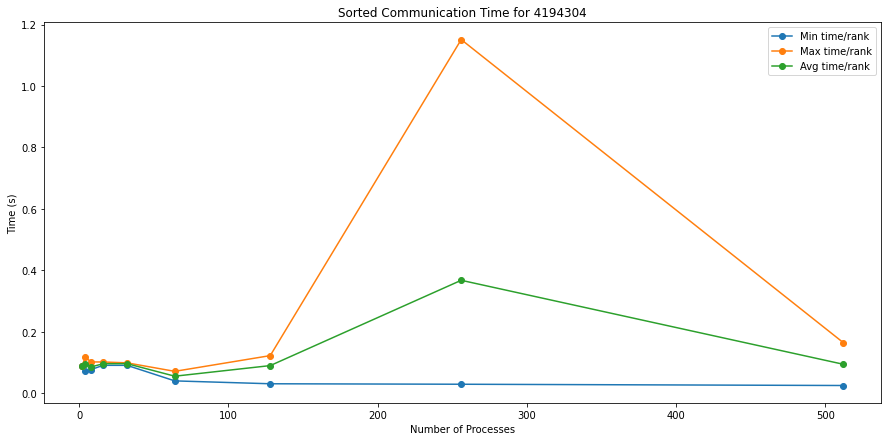 Sorted Communication Time for 4194304
Min time/rank
Max time/rank
Avg time/rank
Time (s)
1.2
1.0
0.8
0.6
0.4
0.2
0.0
0
100
200
300
400
500
Number of Processes